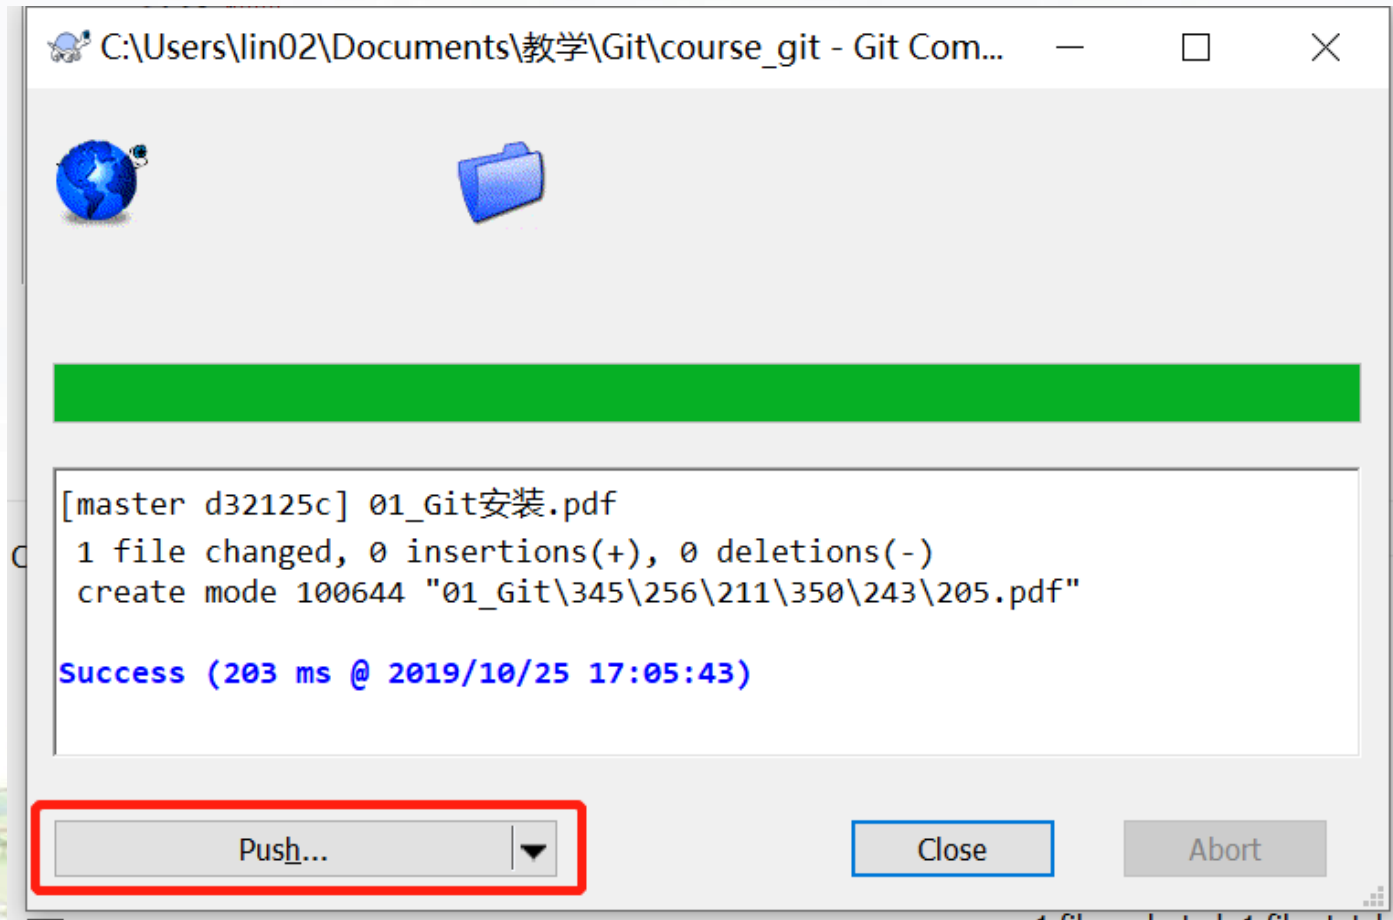 C:\Users\lin02\Documents\教学\Git\course_git - Git Com...
[master d32125c] 01_Git安装.pdf
1 file changed, 0 insertions(+), 0 deletions(-)
create mode 100644 "01_Git\345\256\211\350\243\205.pdf"
Success (203 ms @ 2019/10/25 17:05:43)
Push...
Close
Abort